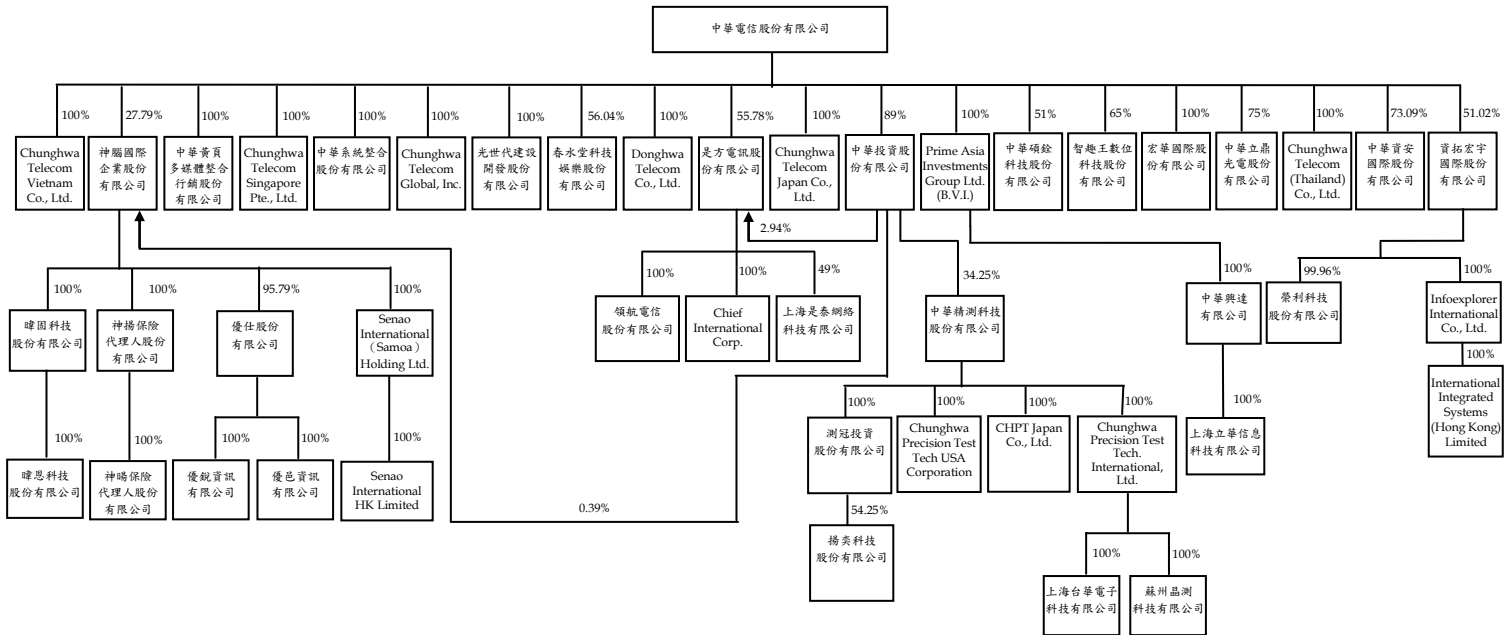 中華電信股份有限公司
100%
27.79%
100%
100%
100%
100%
100%
56.04%
100%
55.78%
100%
89%
100%
51%
65%
100%
75%
100%
73.09%
51.02%
Chunghwa
Telecom
Vietnam
Co., Ltd.
神腦國際
企業股份
有限公司
中華黃頁
多媒體整合
行銷股份
有限公司
Chunghwa
Telecom
Singapore
Pte., Ltd.
中華系統整合
股份有限公司
Chunghwa
Telecom
Global, Inc.
光世代建設
開發股份
有限公司
春水堂科技
娛樂股份
有限公司
Donghwa
Telecom
Co., Ltd.
是方電訊股
份有限公司
Chunghwa
Telecom
Japan Co.,
Ltd.
中華投資股
份有限公司
Prime Asia
Investments
Group Ltd.
(B.V.I.)
中華碩銓
科技股份
有限公司
智趣王數位
科技股份
有限公司
宏華國際股
份有限公司
中華立鼎
光電股份
有限公司
Chunghwa
Telecom
(Thailand)
Co., Ltd.
中華資安
國際股份
有限公司
資拓宏宇
國際股份
有限公司
2.94%
100%
100%
95.79%
100%
100%
100%
49%
34.25%
100%
99.96%
100%
暐固科技
股份有限公司
神揚保險
代理人股份
有限公司
優仕股份
有限公司
Senao
International
（Samoa）
Holding Ltd.
領航電信
股份有限公司
Chief
International
Corp.
上海是泰網絡
科技有限公司
中華精測科技
股份有限公司
中華興達
有限公司
榮利科技
股份有限公司
Infoexplorer
International
Co., Ltd.
100%
100%
100%
100%
100%
100%
100%
100%
100%
100%
100%
暐恩科技
股份有限公司
神暘保險
代理人股份
有限公司
優銳資訊
有限公司
優邑資訊
有限公司
Senao
International
HK Limited
0.39%
測冠投資
股份有限公司
Chunghwa
Precision Test
Tech USA
Corporation
CHPT Japan
Co., Ltd.
Chunghwa
Precision Test
Tech.
International,
Ltd.
上海立華信息
科技有限公司
International
Integrated
Systems
(Hong Kong)
Limited
54.25%
100%
100%
揚奕科技
股份有限公司
上海台華電子
科技有限公司
蘇州晶測
科技有限公司